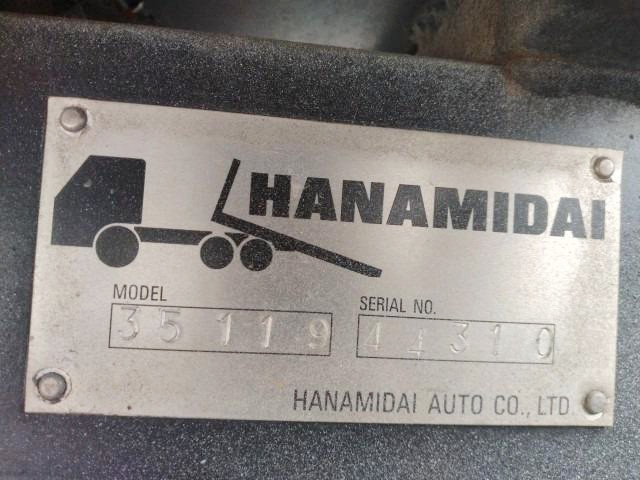 HANAMIDAI
MODEL
35119
SERIAL NO.
44310
HANAMIDAI AUTO CO., LTD